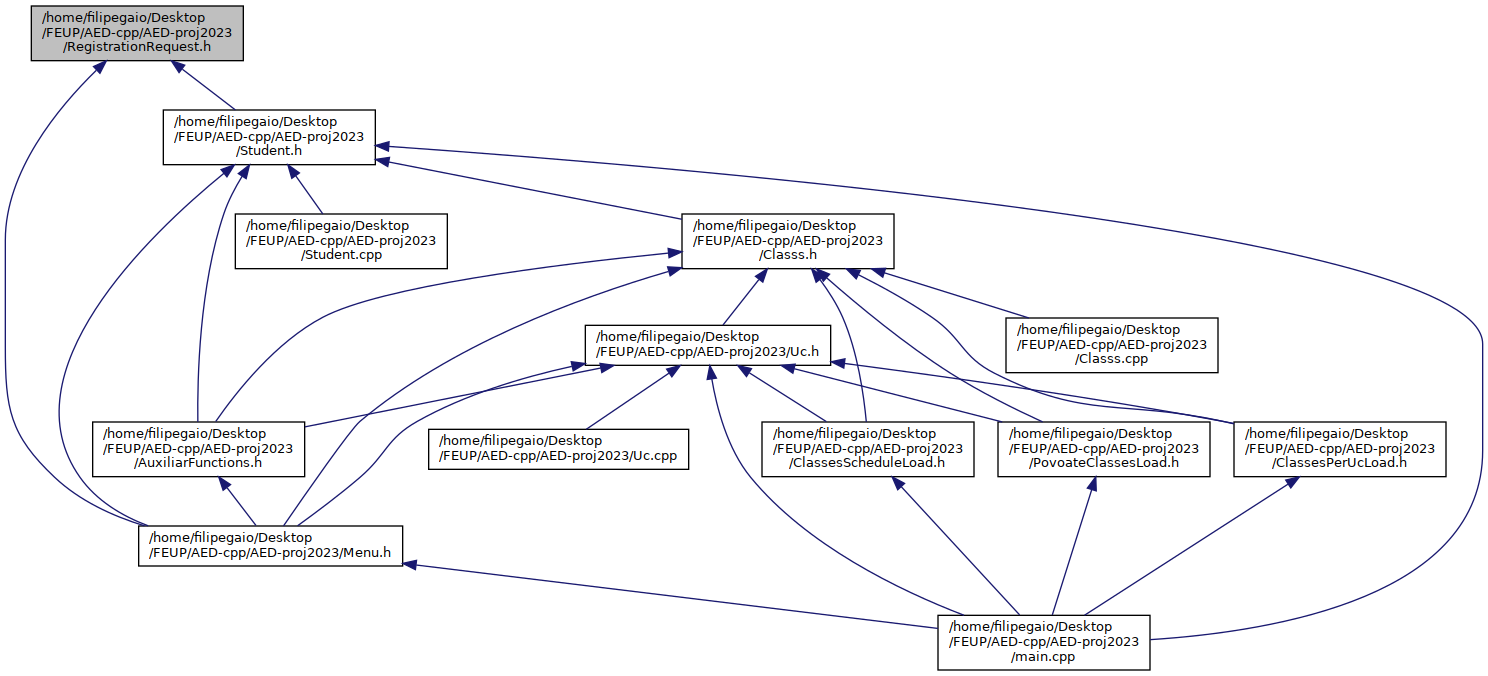 /home/filipegaio/Desktop
/FEUP/AED-cpp/AED-proj2023
/RegistrationRequest.h
/home/filipegaio/Desktop
/FEUP/AED-cpp/AED-proj2023
/Student.h
/home/filipegaio/Desktop
/FEUP/AED-cpp/AED-proj2023
/Student.cpp
/home/filipegaio/Desktop
/FEUP/AED-cpp/AED-proj2023
/Classs.h
/home/filipegaio/Desktop
/FEUP/AED-cpp/AED-proj2023/Uc.h
/home/filipegaio/Desktop
/FEUP/AED-cpp/AED-proj2023
/Classs.cpp
/home/filipegaio/Desktop
/FEUP/AED-cpp/AED-proj2023
/AuxiliarFunctions.h
/home/filipegaio/Desktop
/FEUP/AED-cpp/AED-proj2023/Uc.cpp
/home/filipegaio/Desktop
/FEUP/AED-cpp/AED-proj2023
/ClassesScheduleLoad.h
/home/filipegaio/Desktop
/FEUP/AED-cpp/AED-proj2023
/PovoateClassesLoad.h
/home/filipegaio/Desktop
/FEUP/AED-cpp/AED-proj2023
/ClassesPerUcLoad.h
/home/filipegaio/Desktop
/FEUP/AED-cpp/AED-proj2023/Menu.h
/home/filipegaio/Desktop
/FEUP/AED-cpp/AED-proj2023
/main.cpp